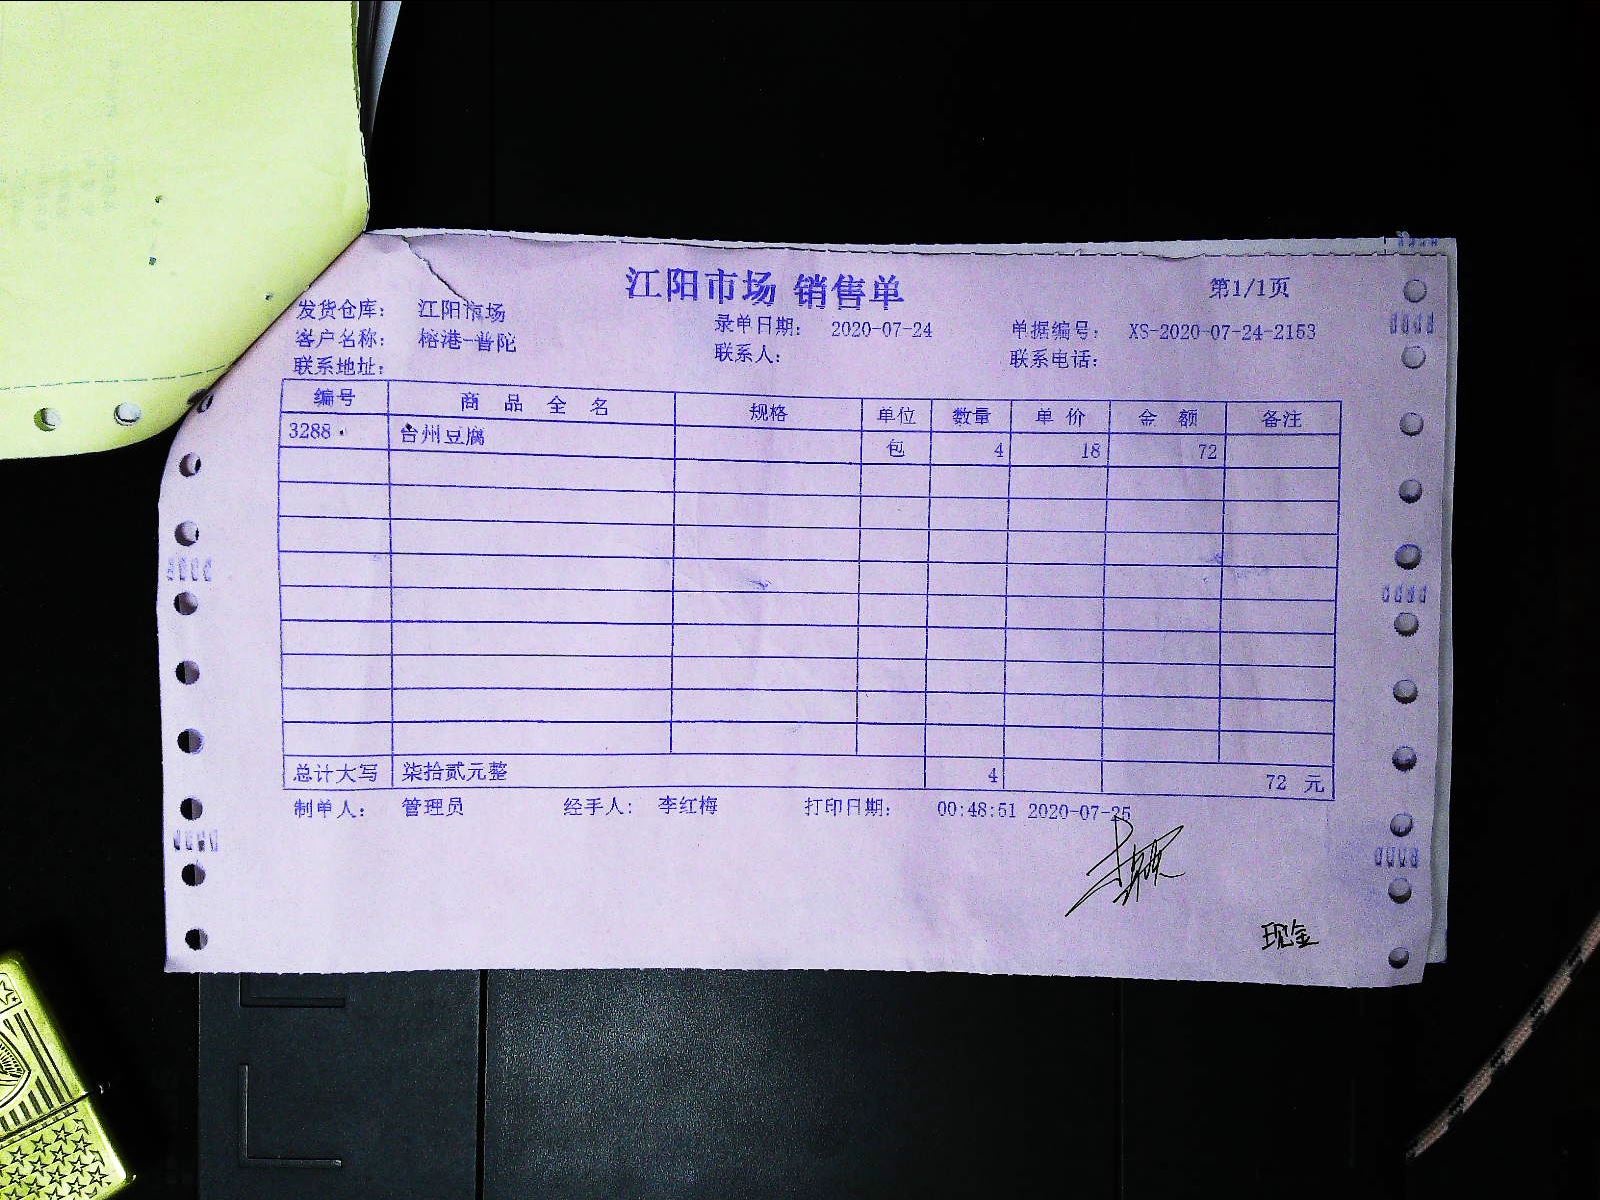 江阳市场 销售单
第1/1页
发货仓库： 江阳市场
录单日期： 2020-07-24 单据编号： XS-2020-07-24-2153
客户名称： 榕港-普陀
联系人： 联系电话：
联系地址：
编号 商 品 全 名 规格 单位 数量 单 价 金 额 备注
3288 台州豆腐 包 4 18 72
总计大写 柒拾贰元整 4 72 元
制单人： 管理员 经手人： 李红梅 打印日期： 00:48:51 2020-07-25
现金